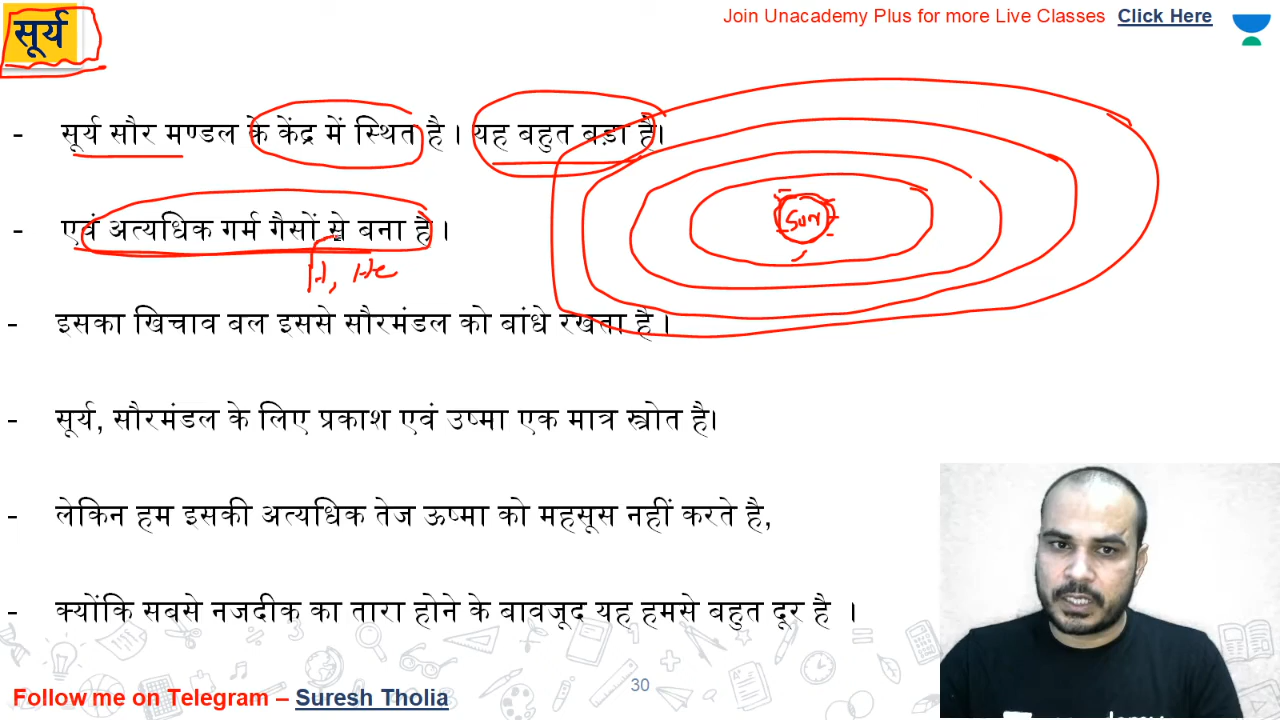 सूर्य
Join Unacademy Plus for more Live Classes Click Here
- सूर्य सौर मण्डल के केंद्र में स्थित है। यह बहुत बड़ा है।
Sun
- एवं अत्यधिक गर्म गैसों से बना है।
H, He
- इसका खिचाव बल इससे सौरमंडल को बांधे रखता है।
- सूर्य, सौरमंडल के लिए प्रकाश एवं उष्मा एक मात्र स्त्रोत है।
- लेकिन हम इसकी अत्यधिक तेज ऊष्मा को महसूस नहीं करते है,
- क्योंकि सबसे नजदीक का तारा होने के बावजूद यह हमसे बहुत दूर है ।
30
Follow me on Telegram – Suresh Tholia